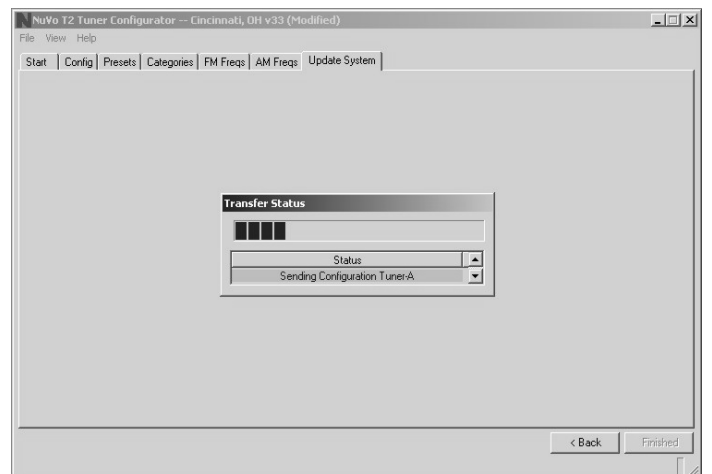 NuVo T2 Tuner Configurator -- Cincinnati, OH v33 (Modified)
File View Help
Start Config Presets Categories FM Freqs AM Freqs Update System
Transfer Status
Status
Sending Configuration Tuner-A
< Back Finished